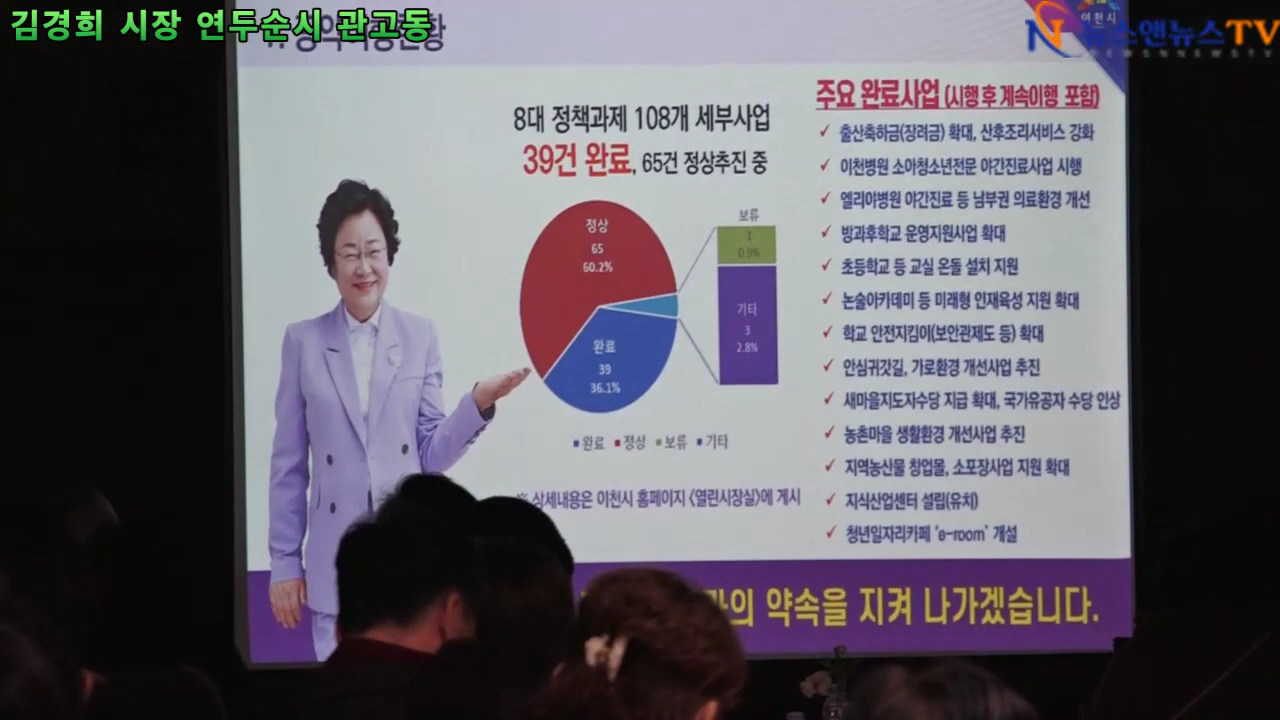 김경희 시장 연두순시 관고동
이천시
뉴스앤뉴스TV
NEWSNNEWSTV
8대 정책과제 108개 세부사업
39건 완료, 65건 정상추진 중
정상
65
60.2%
완료
39
36.1%
보류
1
0.9%
기타
3
2.8%
■완료 ■정상 ■보류 ■기타
※ 상세내용은 이천시 홈페이지 <열린시장실>에 게시
주요 완료사업 (시행 후 계속이행 포함)
✓ 출산축하금(장려금) 확대, 산후조리서비스 강화
✓ 이천병원 소아청소년전문 야간진료사업 시행
✓ 엘리야병원 야간진료 등 남부권 의료환경 개선
✓ 방과후학교 운영지원사업 확대
✓ 초등학교 등 교실 온돌 설치 지원
✓ 논술아카데미 등 미래형 인재육성 지원 확대
✓ 학교 안전지킴이(보안관제도 등) 확대
✓ 안심귀갓길, 가로환경 개선사업 추진
✓ 새마을지도자수당 지급 확대, 국가유공자 수당 인상
✓ 농촌마을 생활환경 개선사업 추진
✓ 지역농산물 창업몰, 소포장사업 지원 확대
✓ 지식산업센터 설립(유치)
✓ 청년일자리카페 'e-room' 개설
약속을 지켜 나가겠습니다.